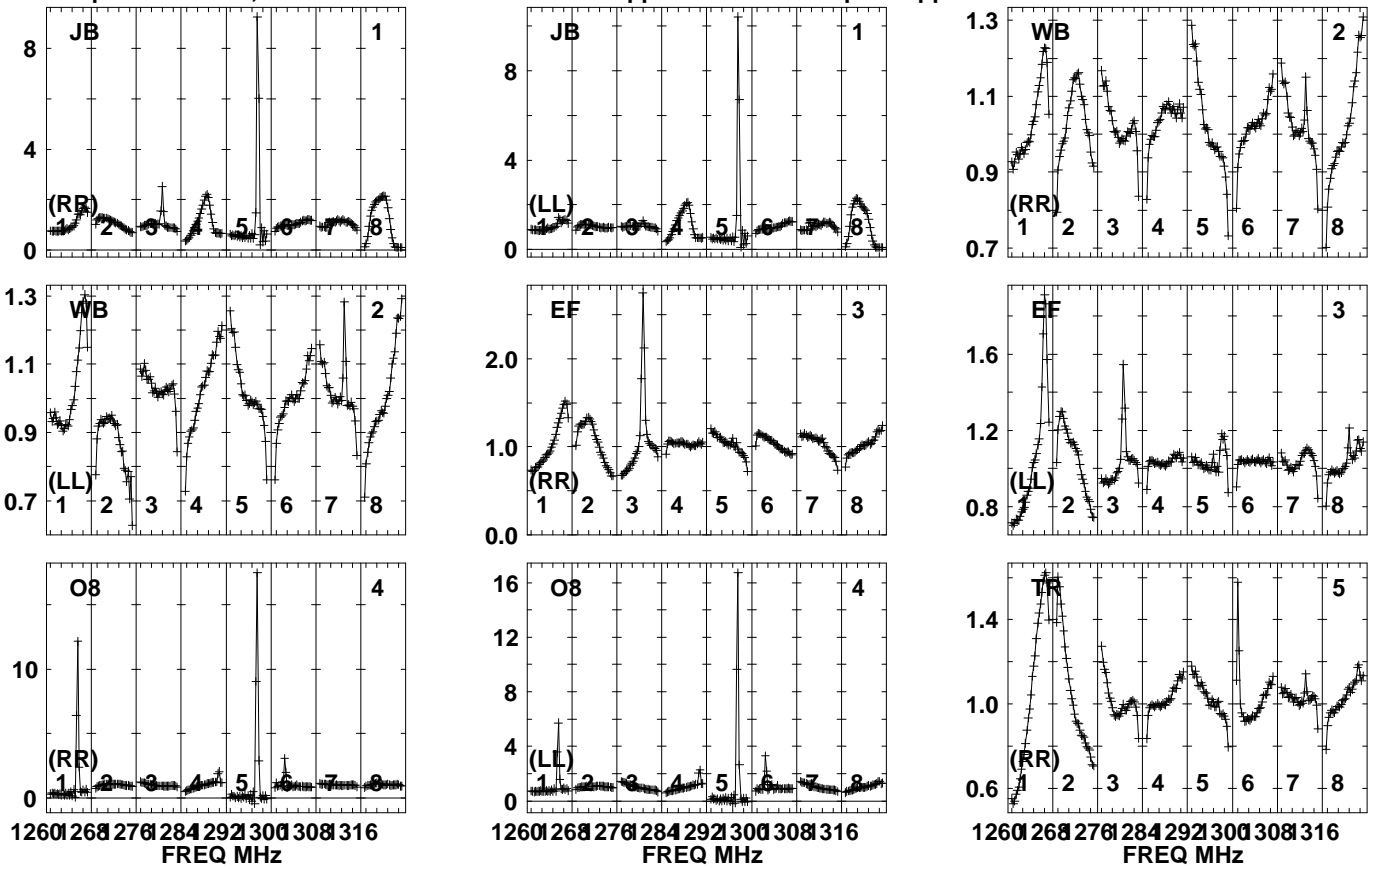 JB 1
8
4
0
(RR)
1 2 3 4 5 6 7 8
JB 1
8
4
0
(LL)
1 2 3 4 5 6 7 8
WB 2
1.3
1.1
0.9
0.7
(RR)
1 2 3 4 5 6 7 8
WB 2
1.3
1.1
0.9
0.7
(LL)
1 2 3 4 5 6 7 8
EF 3
2.0
1.0
0.0
(RR)
1 2 3 4 5 6 7 8
EF 3
1.6
1.2
0.8
(LL)
1 2 3 4 5 6 7 8
O8 4
10
0
(RR)
1 2 3 4 5 6 7 8
1260 1268 1276 1284 1292 1300 1308 1316
FREQ MHz
O8 4
16
12
8
4
0
(LL)
1 2 3 4 5 6 7 8
1260 1268 1276 1284 1292 1300 1308 1316
FREQ MHz
TR 5
1.4
1.0
0.6
(RR)
1 2 3 4 5 6 7 8
1260 1268 1276 1284 1292 1300 1308 1316
FREQ MHz